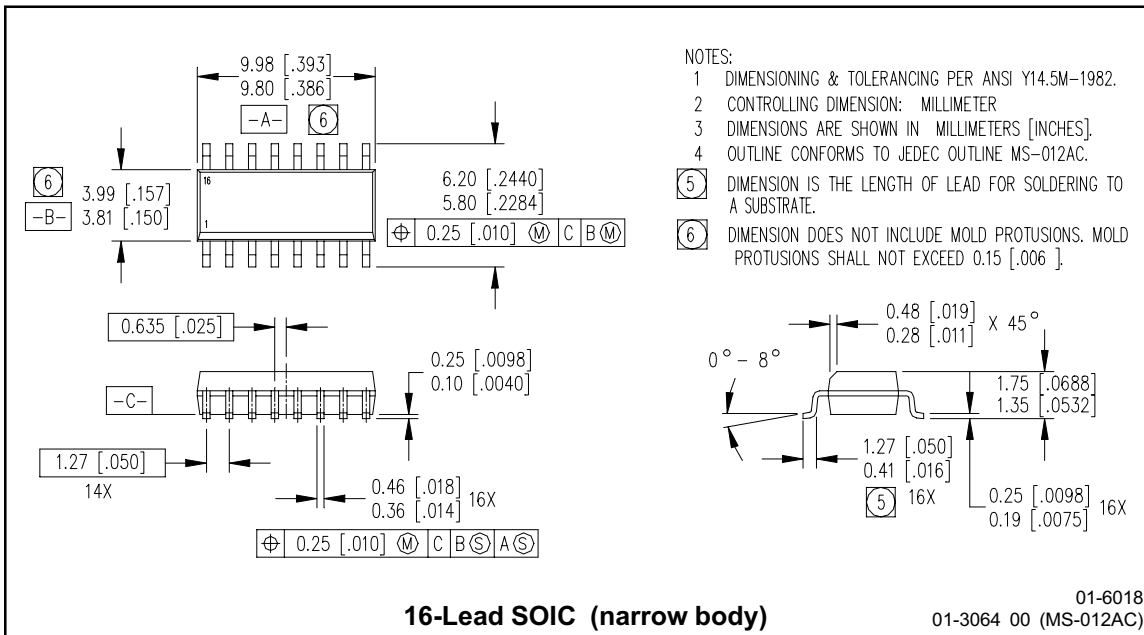 9.98 [.393]
9.80 [.386]
-A- 6
6
3.99 [.157]
3.81 [.150]
-B-
16
1
6.20 [.2440]
5.80 [.2284]
⌖ 0.25 [.010] Ⓜ C B Ⓜ
NOTES:
1 DIMENSIONING & TOLERANCING PER ANSI Y14.5M-1982.
2 CONTROLLING DIMENSION: MILLIMETER
3 DIMENSIONS ARE SHOWN IN MILLIMETERS [INCHES].
4 OUTLINE CONFORMS TO JEDEC OUTLINE MS-012AC.
5 DIMENSION IS THE LENGTH OF LEAD FOR SOLDERING TO
A SUBSTRATE.
6 DIMENSION DOES NOT INCLUDE MOLD PROTUSIONS. MOLD
PROTUSIONS SHALL NOT EXCEED 0.15 [.006 ].
0.635 [.025]
0.25 [.0098]
0.10 [.0040]
-C-
1.27 [.050]
14X
0.46 [.018]
0.36 [.014] 16X
⌖ 0.25 [.010] Ⓜ C B Ⓢ A Ⓢ
0.48 [.019]
0.28 [.011] X 45°
0° - 8°
1.75 [.0688]
1.35 [.0532]
1.27 [.050]
0.41 [.016]
5 16X
0.25 [.0098]
0.19 [.0075] 16X
16-Lead SOIC (narrow body)
01-6018
01-3064 00 (MS-012AC)